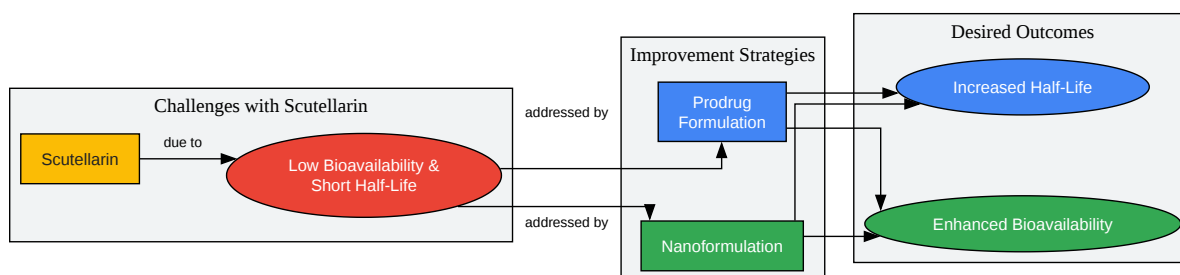 Challenges with Scutellarin
Scutellarin
due to
Low Bioavailability &
Short Half-Life
addressed by
addressed by
Improvement Strategies
Prodrug
Formulation
Nanoformulation
Desired Outcomes
Increased Half-Life
Enhanced Bioavailability